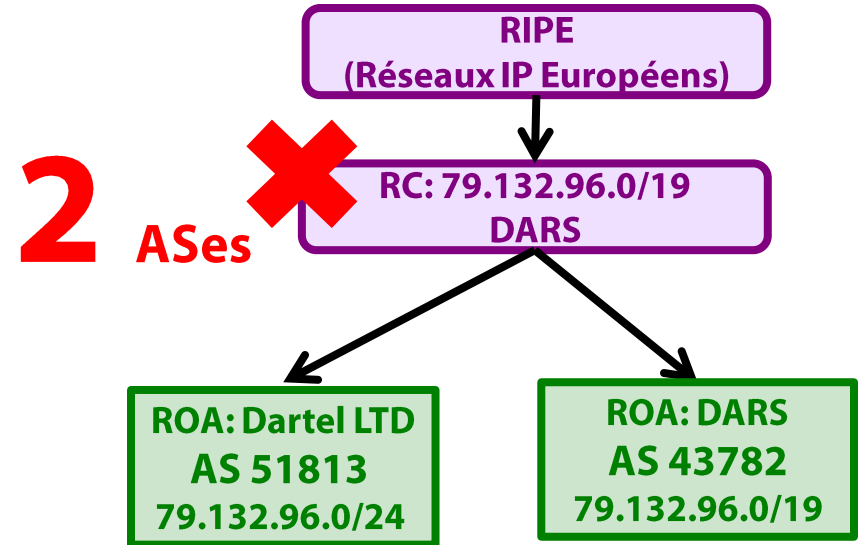 RIPE
(Réseaux IP Européens)
RC: 79.132.96.0/19
DARS
2 ASes
ROA: Dartel LTD
AS 51813
79.132.96.0/24
ROA: DARS
AS 43782
79.132.96.0/19